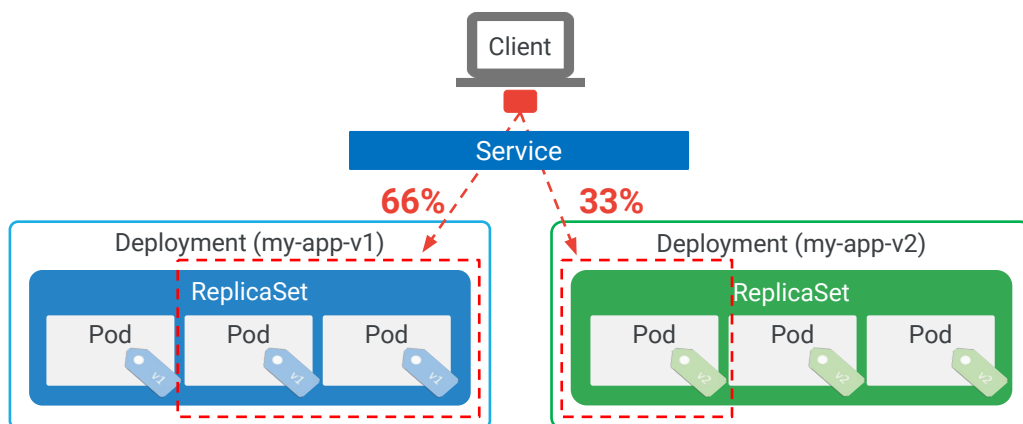 Client
Service
66% 33%
Deployment (my-app-v1) Deployment (my-app-v2)
ReplicaSet ReplicaSet
Pod Pod Pod Pod Pod Pod
v1 v1 v1 v2 v2 v2